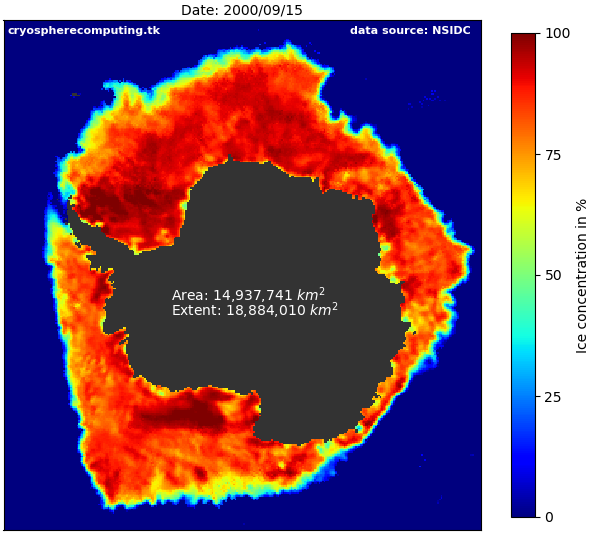 Date: 2000/09/15
cryospherecomputing.tk
data source: NSIDC
Area: 14,937,741 km²
Extent: 18,884,010 km²
100
75
50
25
0
Ice concentration in %